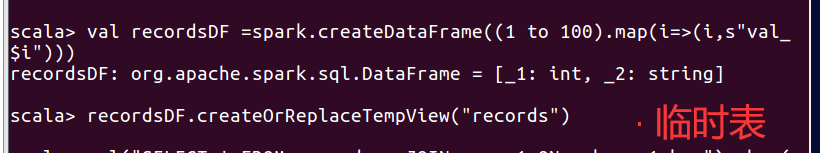 scala> val recordsDF =spark.createDataFrame((1 to 100).map(i=>(i,s"val_
$i")))
recordsDF: org.apache.spark.sql.DataFrame = [_1: int, _2: string]
scala> recordsDF.createOrReplaceTempView("records")
临时表